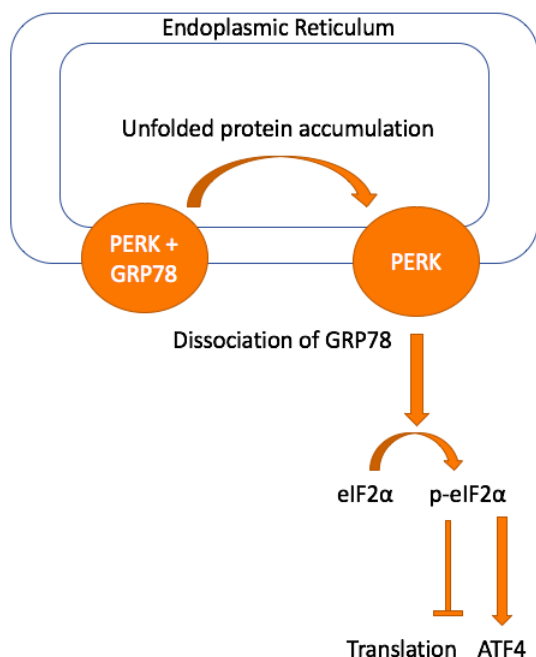 Endoplasmic Reticulum
Unfolded protein accumulation
PERK +
GRP78
PERK
Dissociation of GRP78
eIF2α p-eIF2α
Translation ATF4